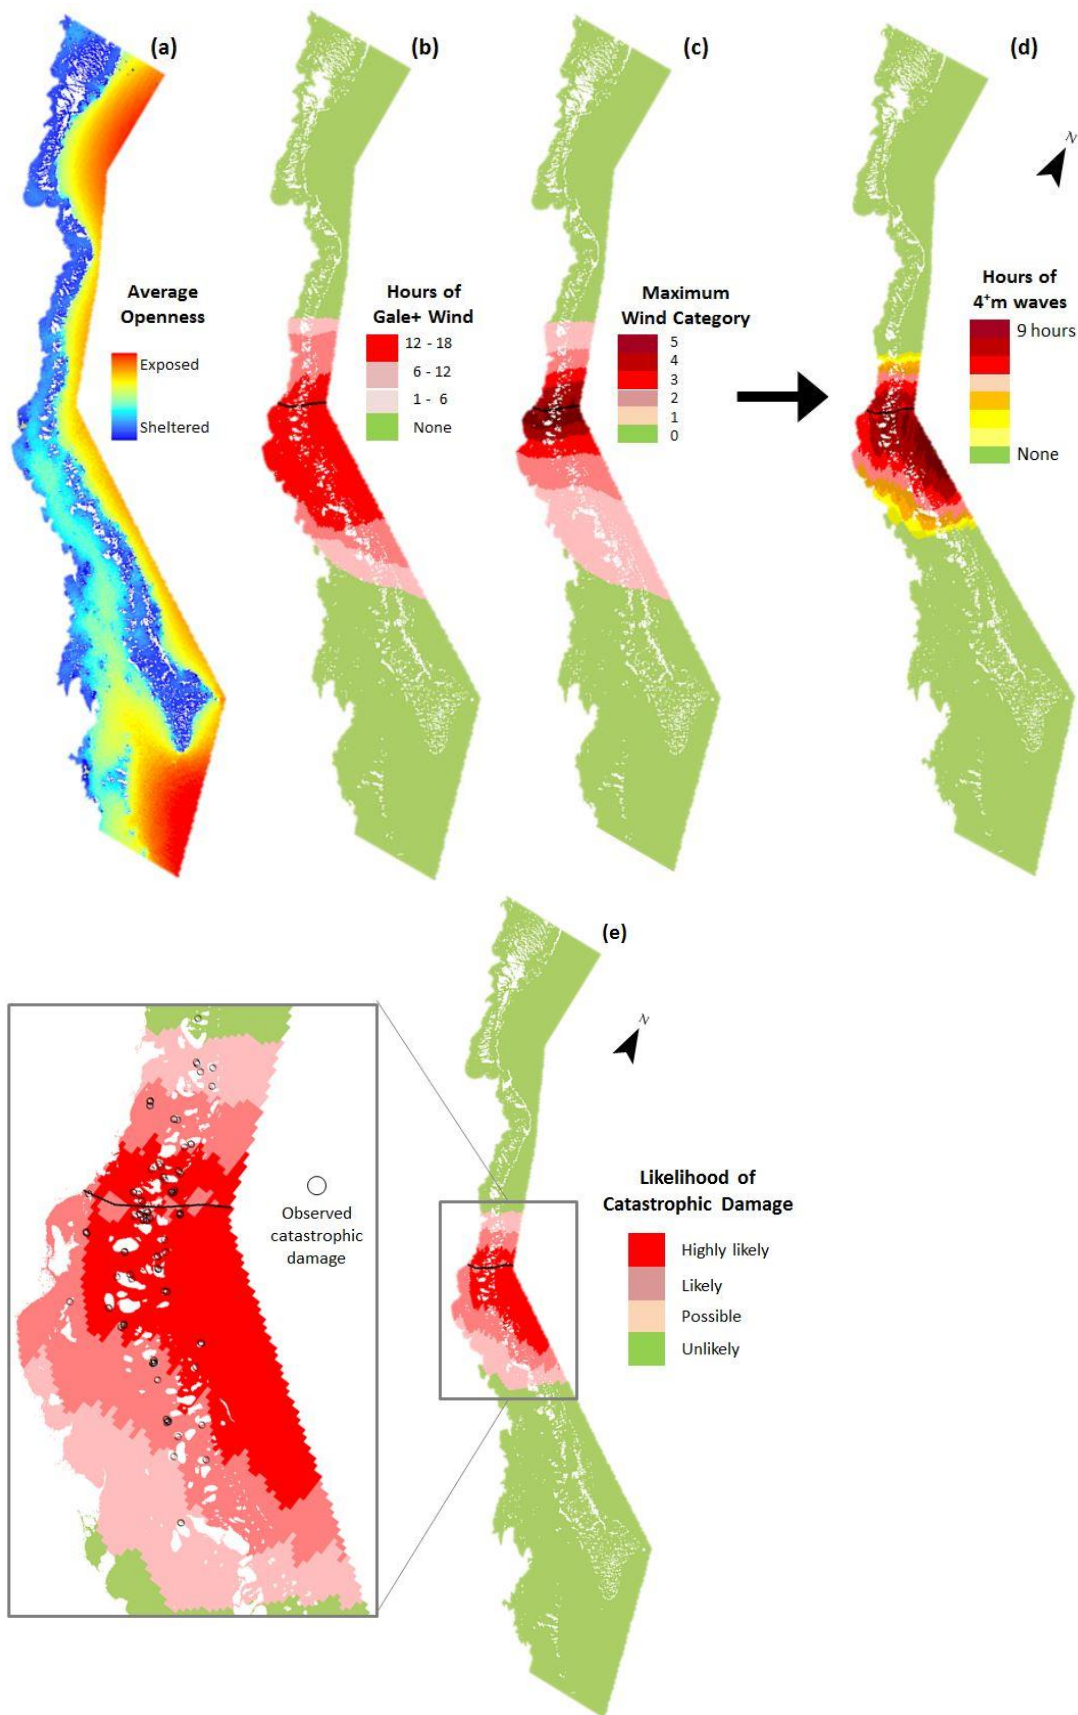 (a)
(b)
(c)
(d)
N
Average
Openness
Exposed
Sheltered
Hours of
Gale+ Wind
12 - 18
6 - 12
1 - 6
None
Maximum
Wind Category
5
4
3
2
1
0
Hours of
4⁺m waves
9 hours
None
(e)
N
Observed
catastrophic
damage
Likelihood of
Catastrophic Damage
Highly likely
Likely
Possible
Unlikely